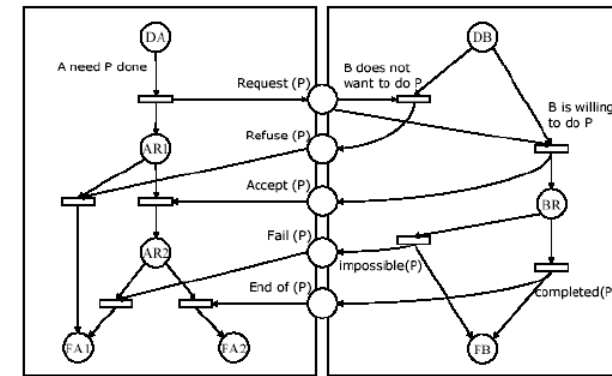 DA
DB
A need P done
Request (P)
B does not
want to do P
B is willing
to do P
Refuse (P)
AR1
Accept (P)
BR
Fail (P)
AR2
impossible(P)
End of (P)
completed(P
FA1
FA2
FB